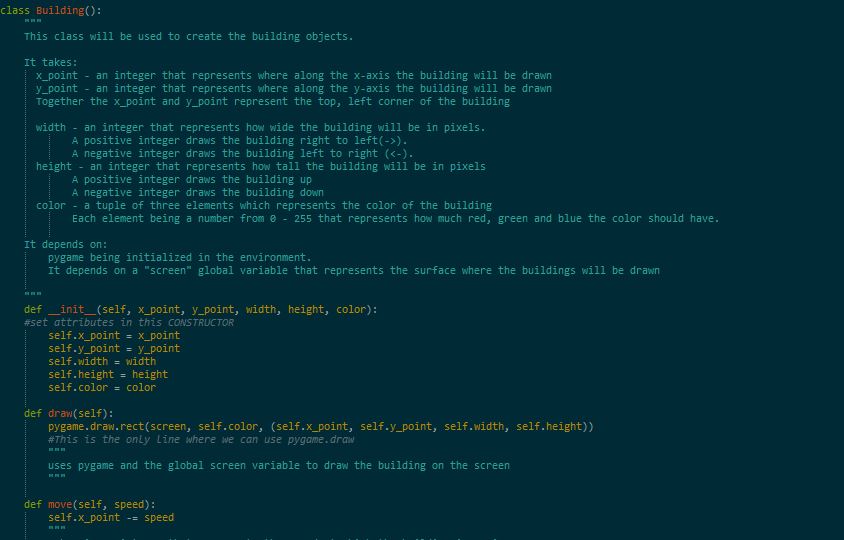 class Building():
"""
This class will be used to create the building objects.
It takes:
x_point - an integer that represents where along the x-axis the building will be drawn
y_point - an integer that represents where along the y-axis the building will be drawn
Together the x_point and y_point represent the top, left corner of the building
width - an integer that represents how wide the building will be in pixels.
A positive integer draws the building right to left(->).
A negative integer draws the building left to right (<-).
height - an integer that represents how tall the building will be in pixels
A positive integer draws the building up
A negative integer draws the building down
color - a tuple of three elements which represents the color of the building
Each element being a number from 0 - 255 that represents how much red, green and blue the color should have.
It depends on:
pygame being initialized in the environment.
It depends on a "screen" global variable that represents the surface where the buildings will be drawn
"""
def __init__(self, x_point, y_point, width, height, color):
#set attributes in this CONSTRUCTOR
self.x_point = x_point
self.y_point = y_point
self.width = width
self.height = height
self.color = color
def draw(self):
pygame.draw.rect(screen, self.color, (self.x_point, self.y_point, self.width, self.height))
#This is the only line where we can use pygame.draw
"""
uses pygame and the global screen variable to draw the building on the screen
"""
def move(self, speed):
self.x_point -= speed
"""